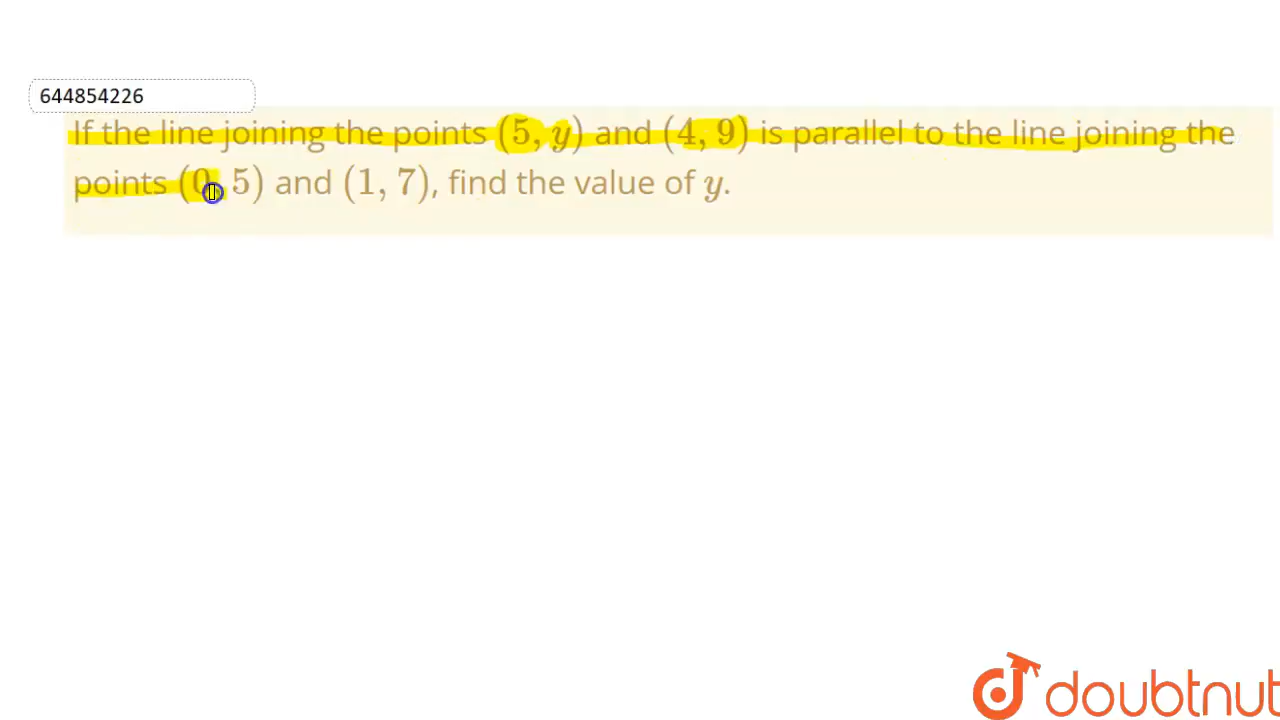 644854226
If the line joining the points (5, y) and (4, 9) is parallel to the line joining the
points (0, 5) and (1, 7), find the value of y.
doubtnut